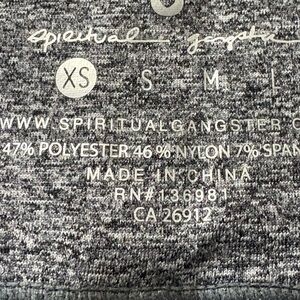 spiritual gangster
XS S M L
WWW.SPIRITUALGANGSTER.C
47% POLYESTER 46% NYLON 7% SPAN
MADE IN CHINA
RN# 136981
CA 26912